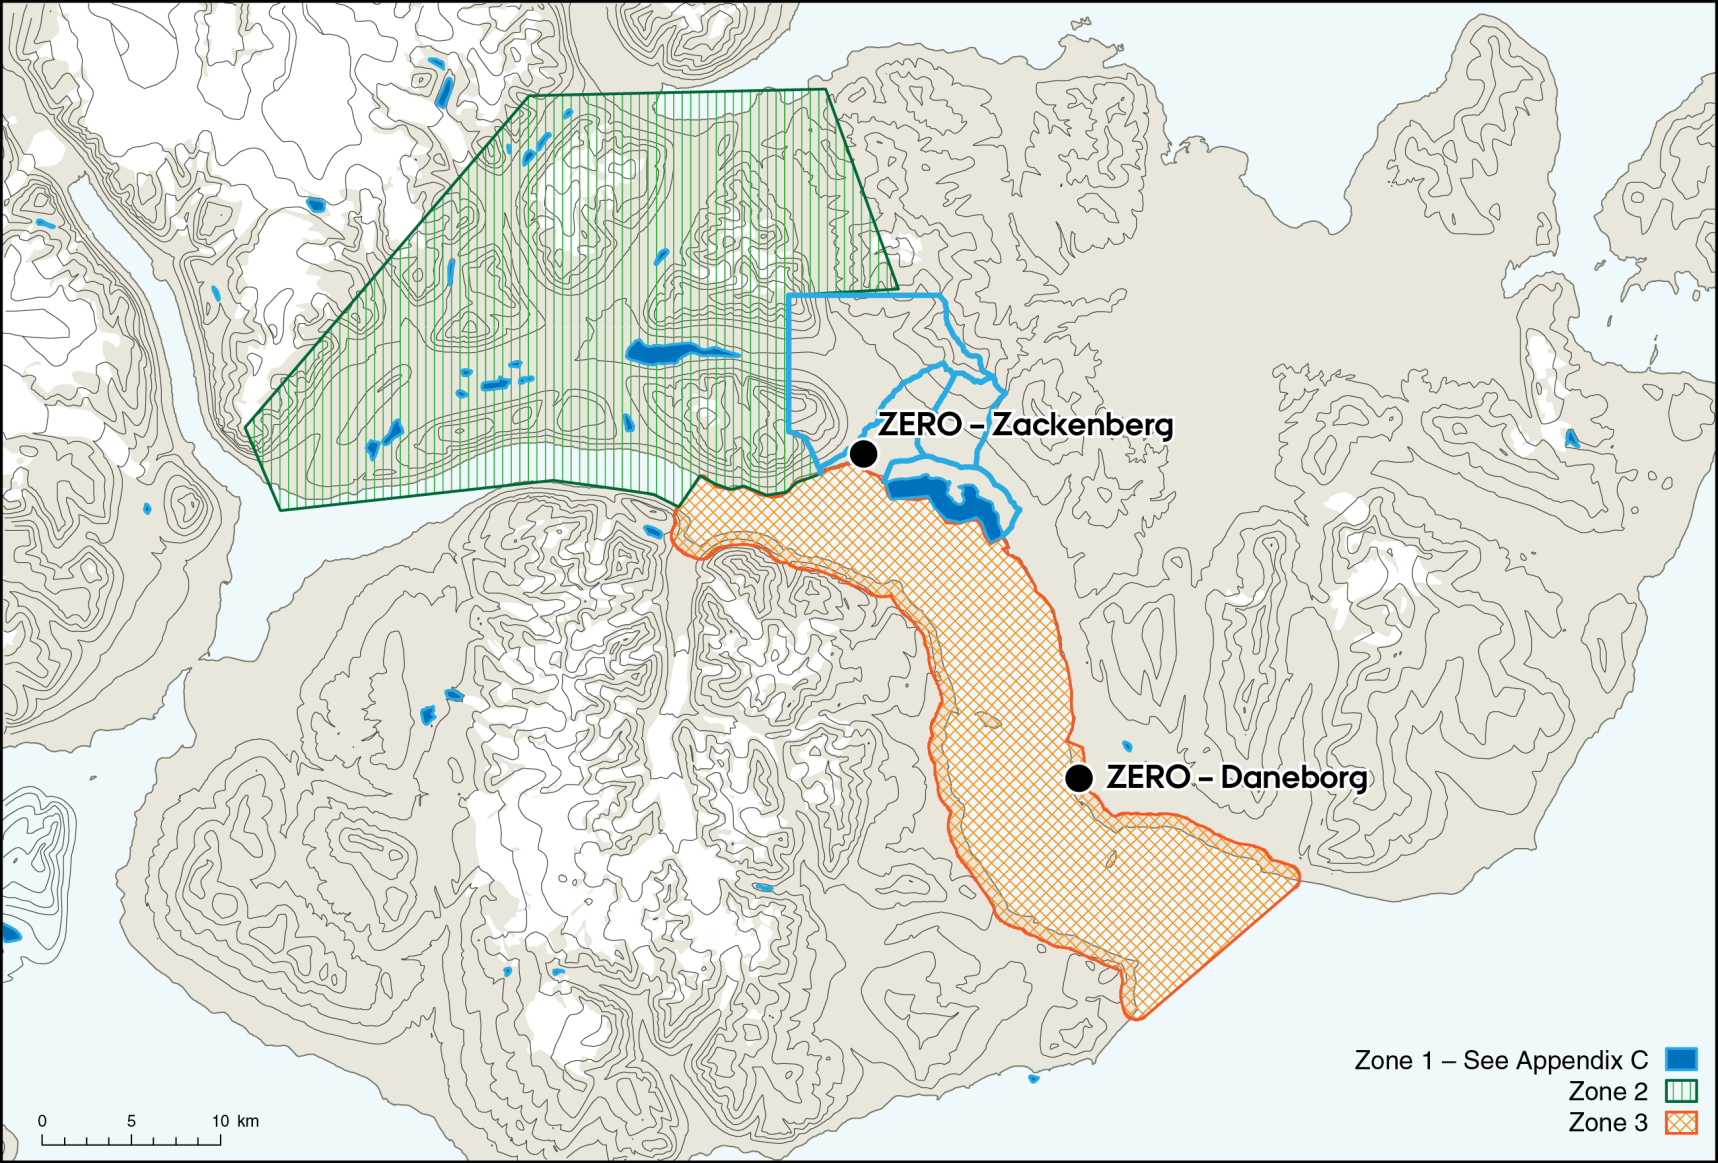 ZERO – Zackenberg
ZERO – Daneborg
Zone 1 – See Appendix C
Zone 2
Zone 3
0 5 10 km